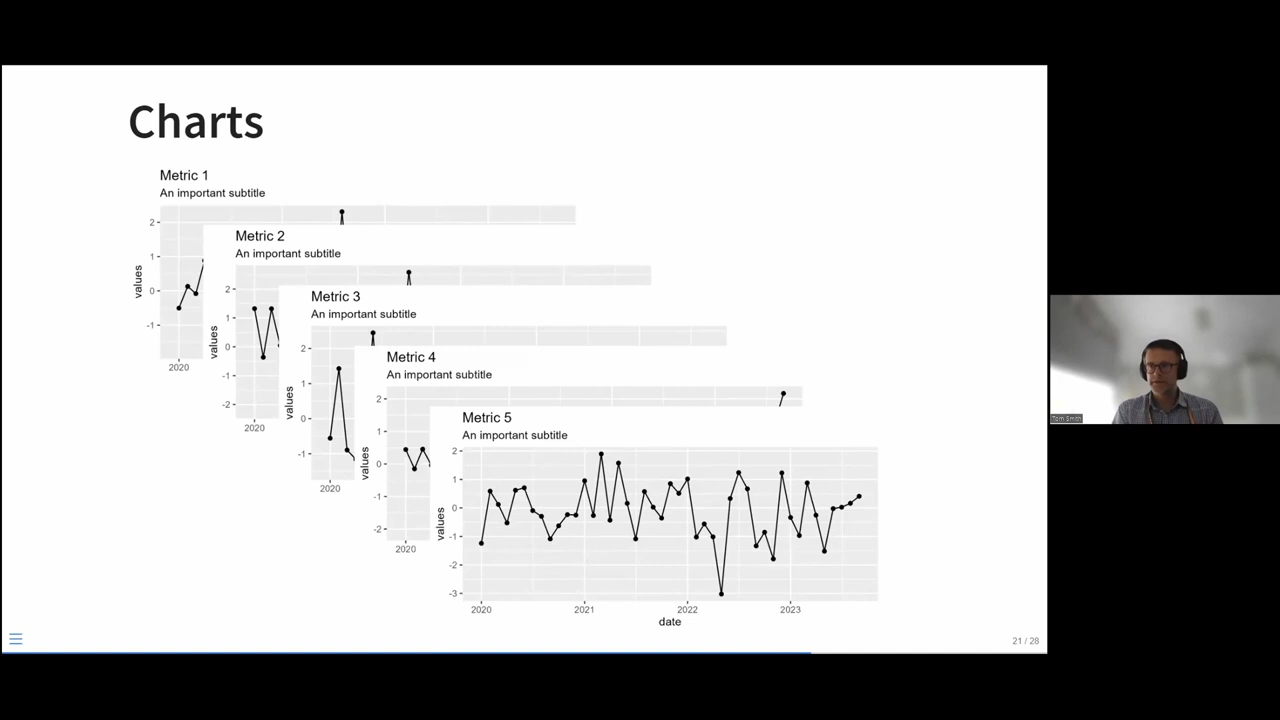 Charts
Metric 1
An important subtitle
2
1
0
-1
values
2020
Metric 2
An important subtitle
2
1
0
-1
-2
values
2020
Metric 3
An important subtitle
2
1
0
-1
values
2020
Metric 4
An important subtitle
2
1
0
-1
-2
values
2020
Metric 5
An important subtitle
2
1
0
-1
-2
-3
values
2020 2021 2022 2023
date
21 / 28
Tom Smith